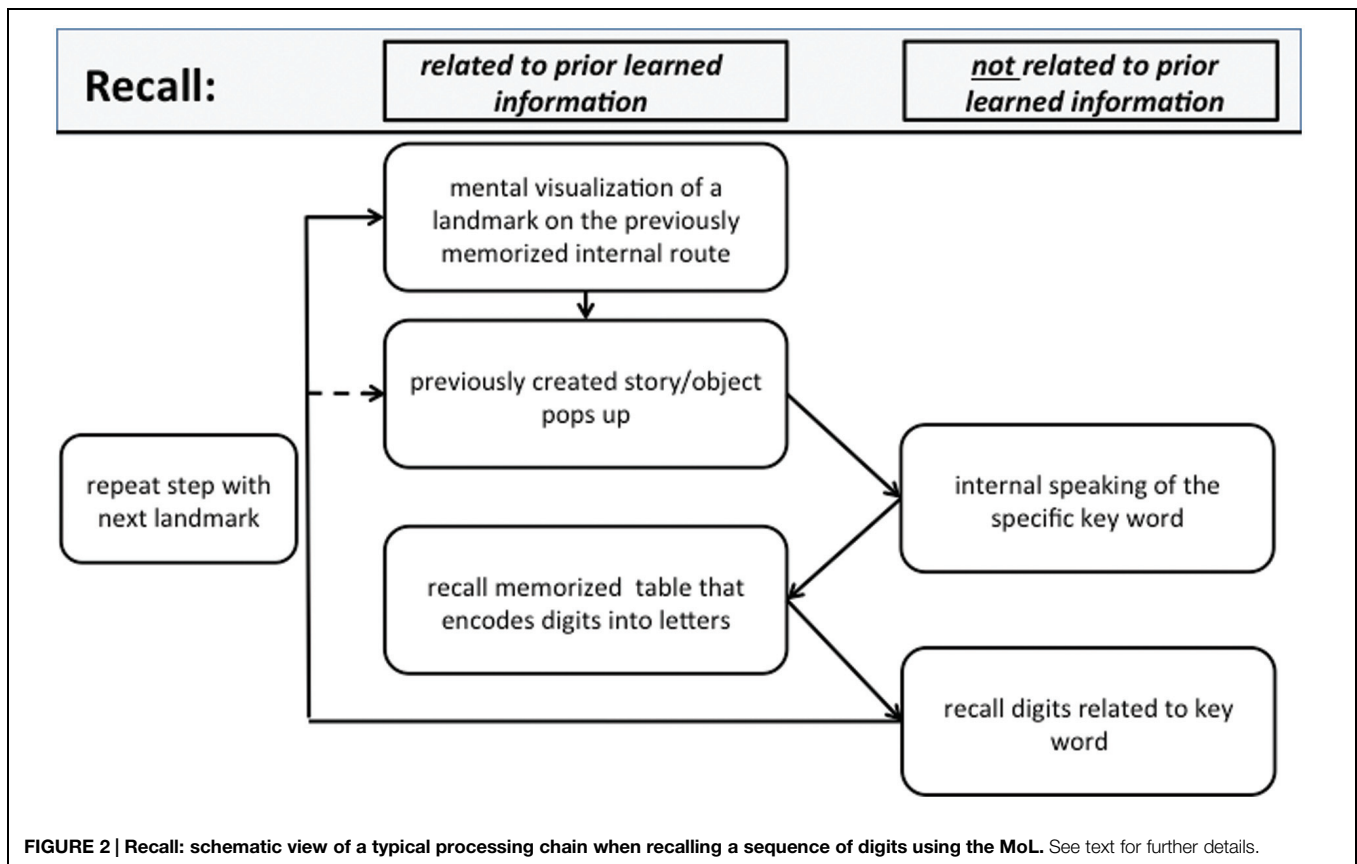 Recall:
related to prior learned
information
not related to prior
learned information
mental visualization of a
landmark on the previously
memorized internal route
previously created story/object
pops up
repeat step with
next landmark
internal speaking of the
specific key word
recall memorized table that
encodes digits into letters
recall digits related to key
word
FIGURE 2 | Recall: schematic view of a typical processing chain when recalling a sequence of digits using the MoL. See text for further details.